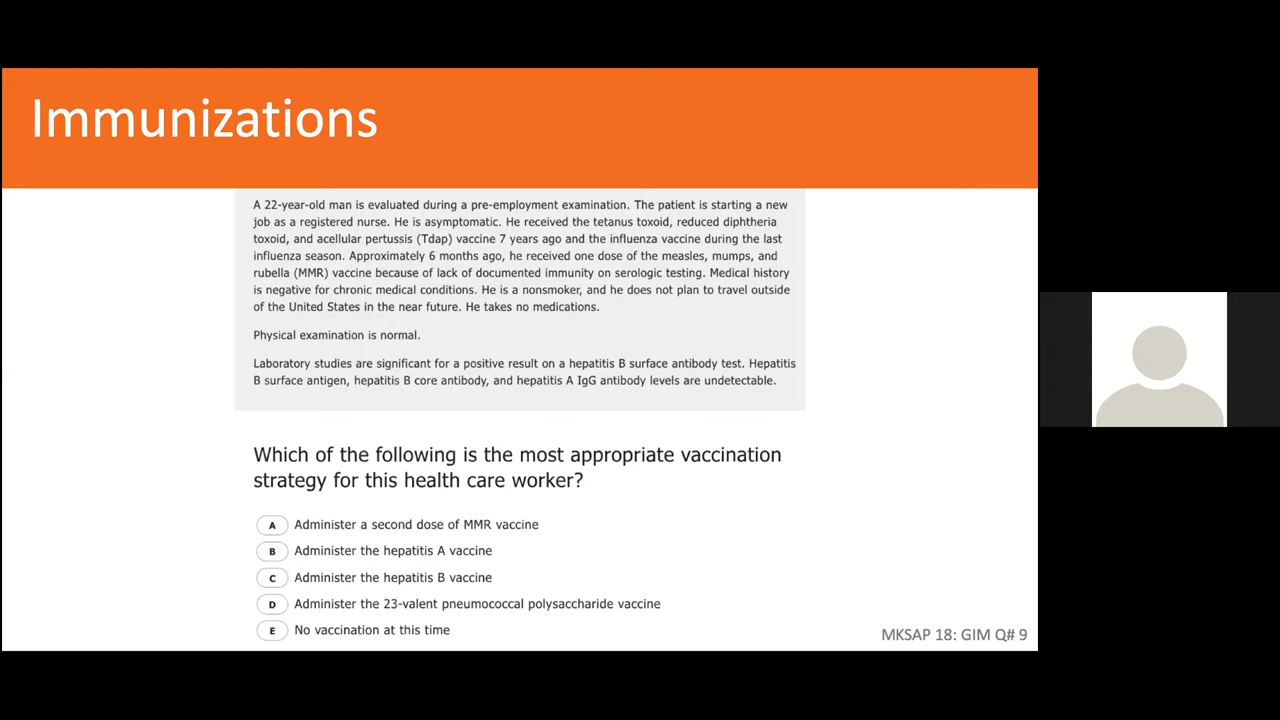 Immunizations
A 22-year-old man is evaluated during a pre-employment examination. The patient is starting a new
job as a registered nurse. He is asymptomatic. He received the tetanus toxoid, reduced diphtheria
toxoid, and acellular pertussis (Tdap) vaccine 7 years ago and the influenza vaccine during the last
influenza season. Approximately 6 months ago, he received one dose of the measles, mumps, and
rubella (MMR) vaccine because of lack of documented immunity on serologic testing. Medical history
is negative for chronic medical conditions. He is a nonsmoker, and he does not plan to travel outside
of the United States in the near future. He takes no medications.
Physical examination is normal.
Laboratory studies are significant for a positive result on a hepatitis B surface antibody test. Hepatitis
B surface antigen, hepatitis B core antibody, and hepatitis A IgG antibody levels are undetectable.
Which of the following is the most appropriate vaccination
strategy for this health care worker?
A Administer a second dose of MMR vaccine
B Administer the hepatitis A vaccine
C Administer the hepatitis B vaccine
D Administer the 23-valent pneumococcal polysaccharide vaccine
E No vaccination at this time
MKSAP 18: GIM Q# 9